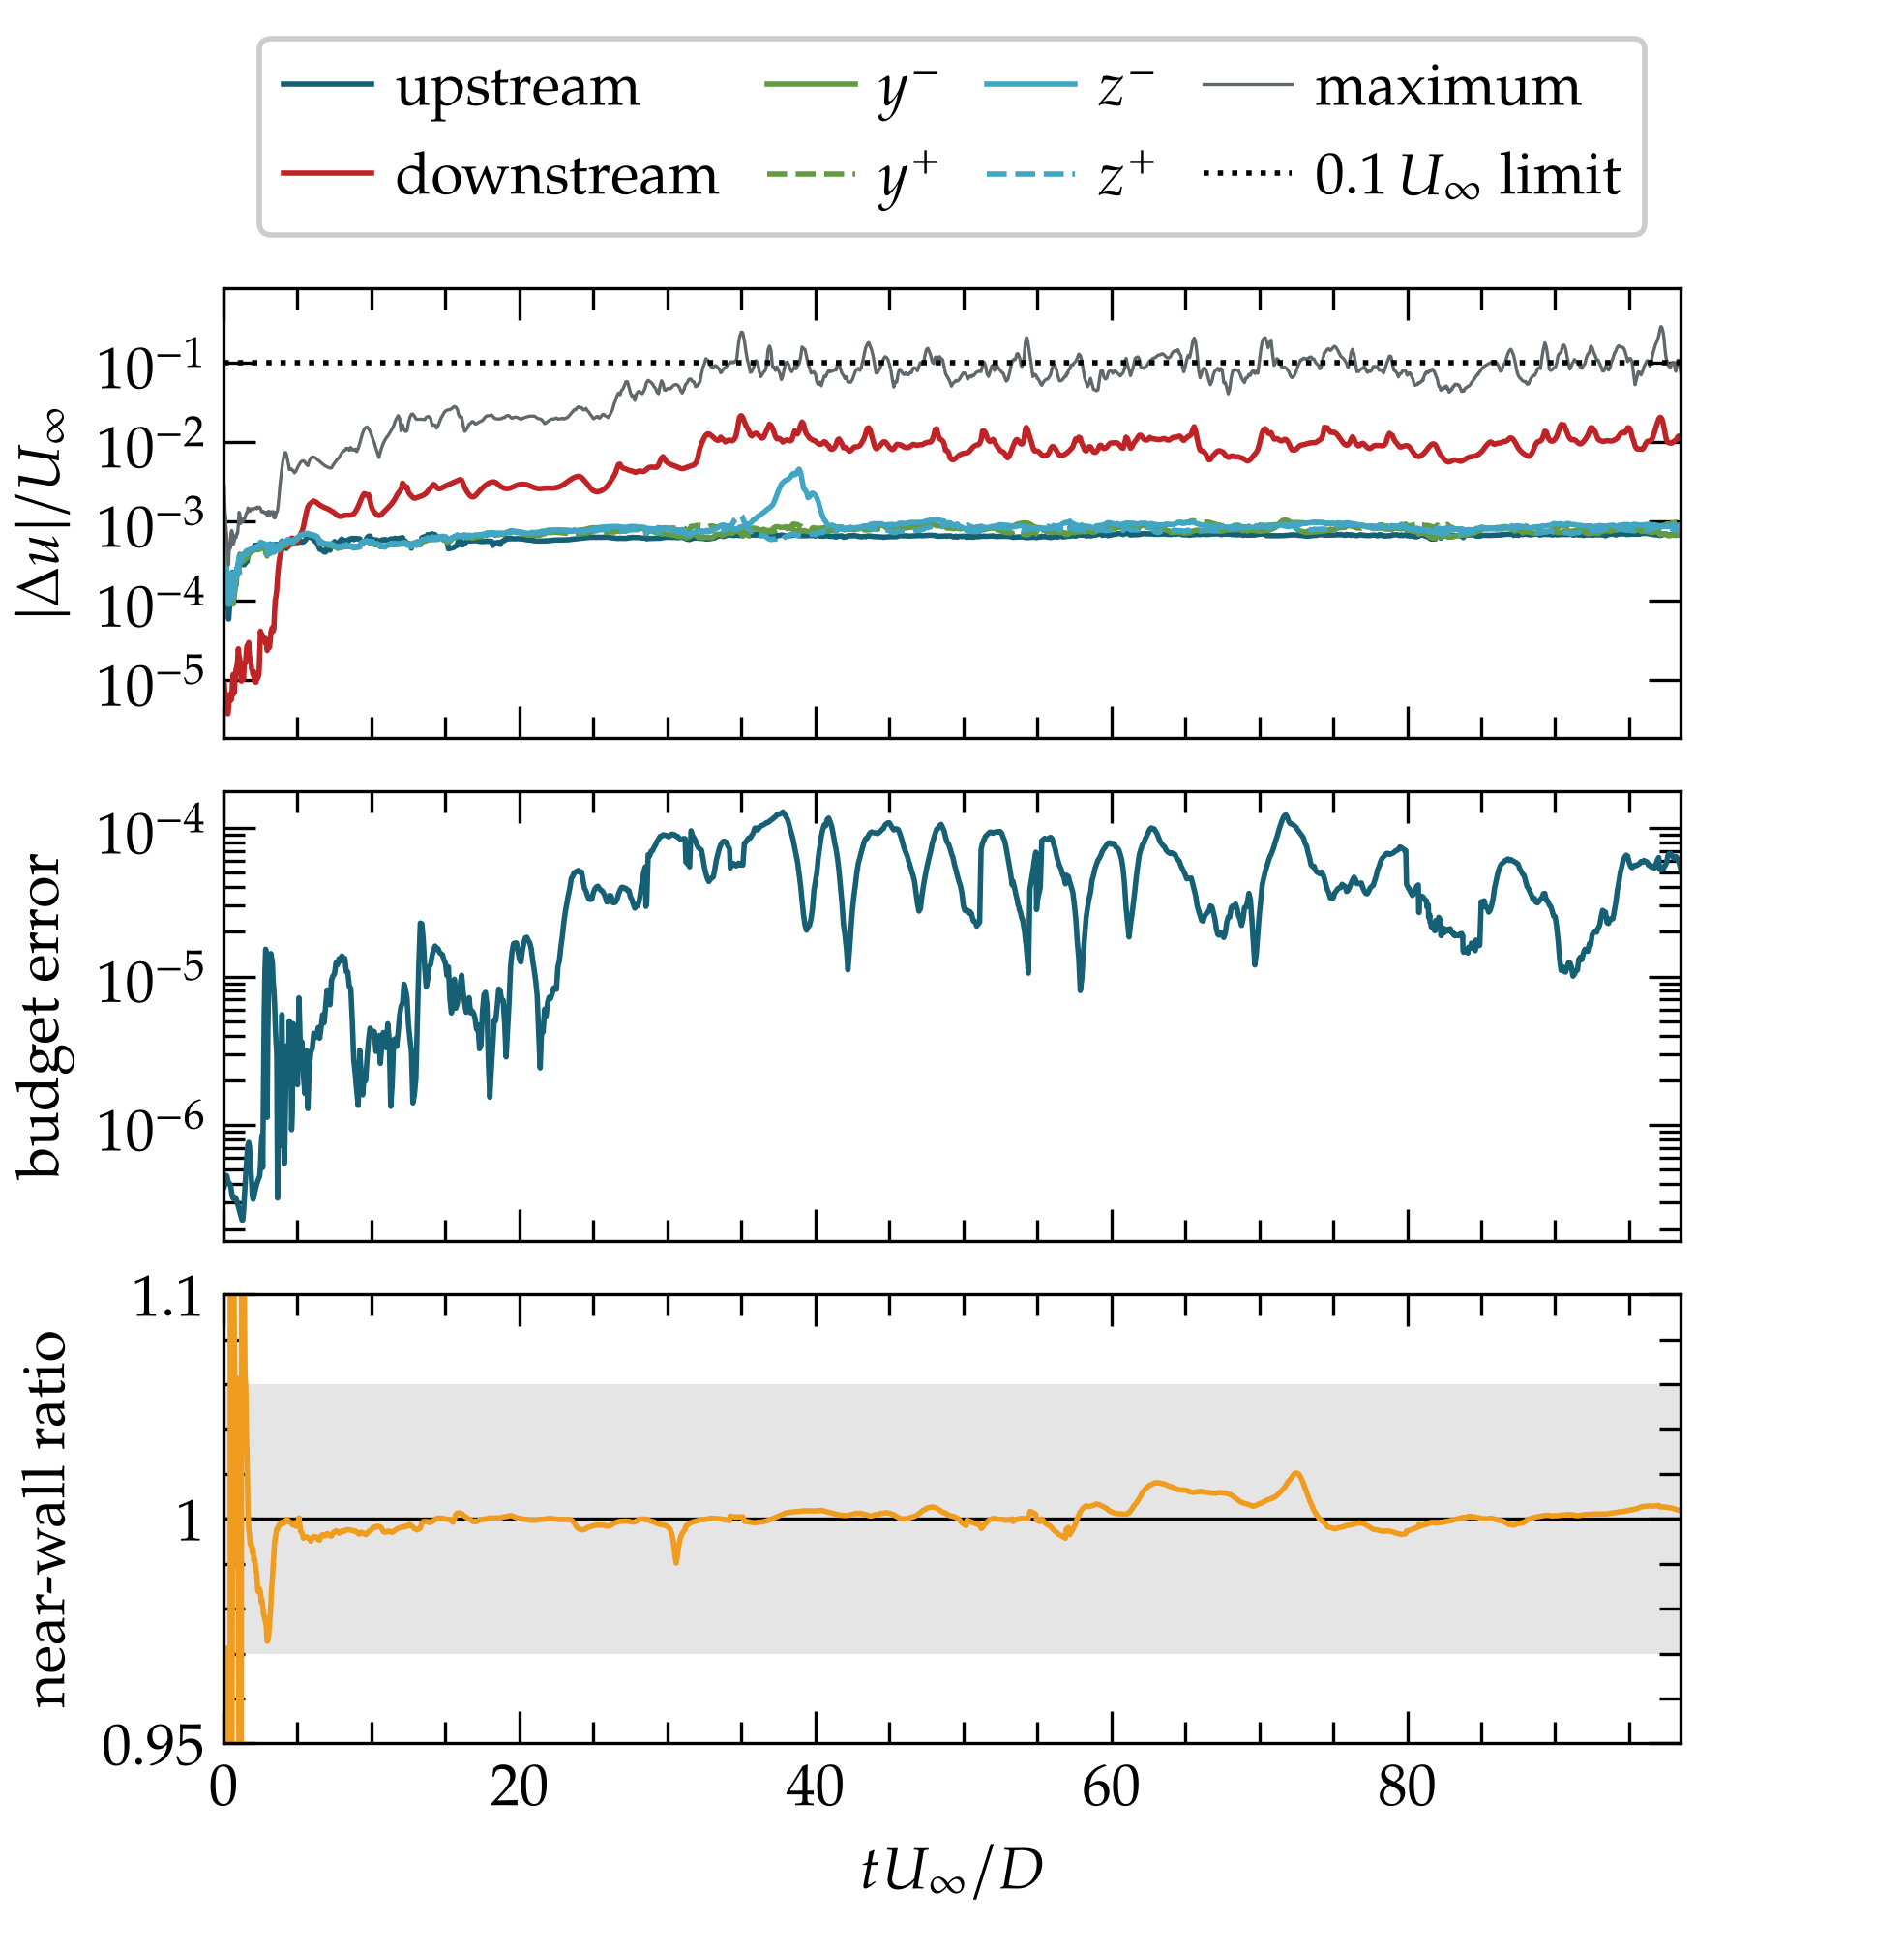 upstream y⁻ z⁻ maximum
downstream y⁺ z⁺ 0.1 U∞ limit
|Δu|/U∞
10⁻¹
10⁻²
10⁻³
10⁻⁴
10⁻⁵
budget error
10⁻⁴
10⁻⁵
10⁻⁶
near-wall ratio
1.1
1
0.95
0 20 40 60 80
tU∞/D